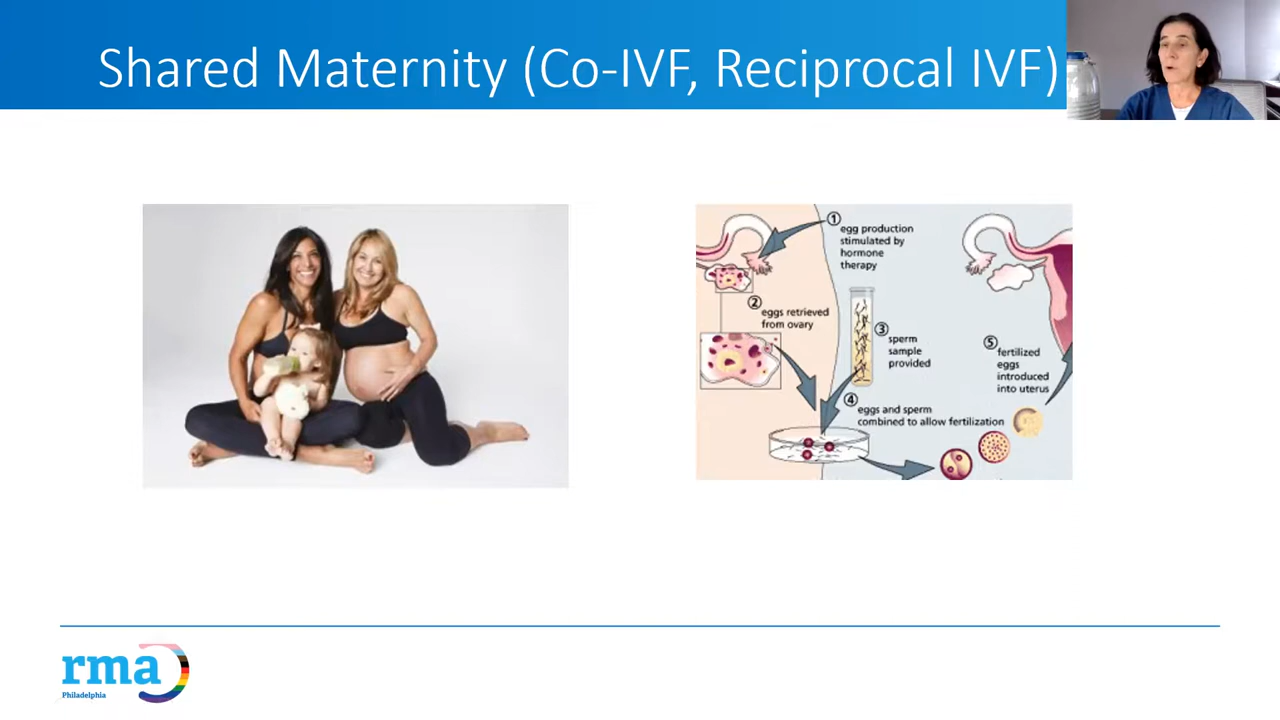 Shared Maternity (Co-IVF, Reciprocal IVF)
①
egg production
stimulated by
hormone
therapy
②
eggs retrieved
from ovary
③
sperm
sample
provided
④
eggs and sperm
combined to allow fertilization
⑤
fertilized
eggs
introduced
into uterus
rma
Philadelphia